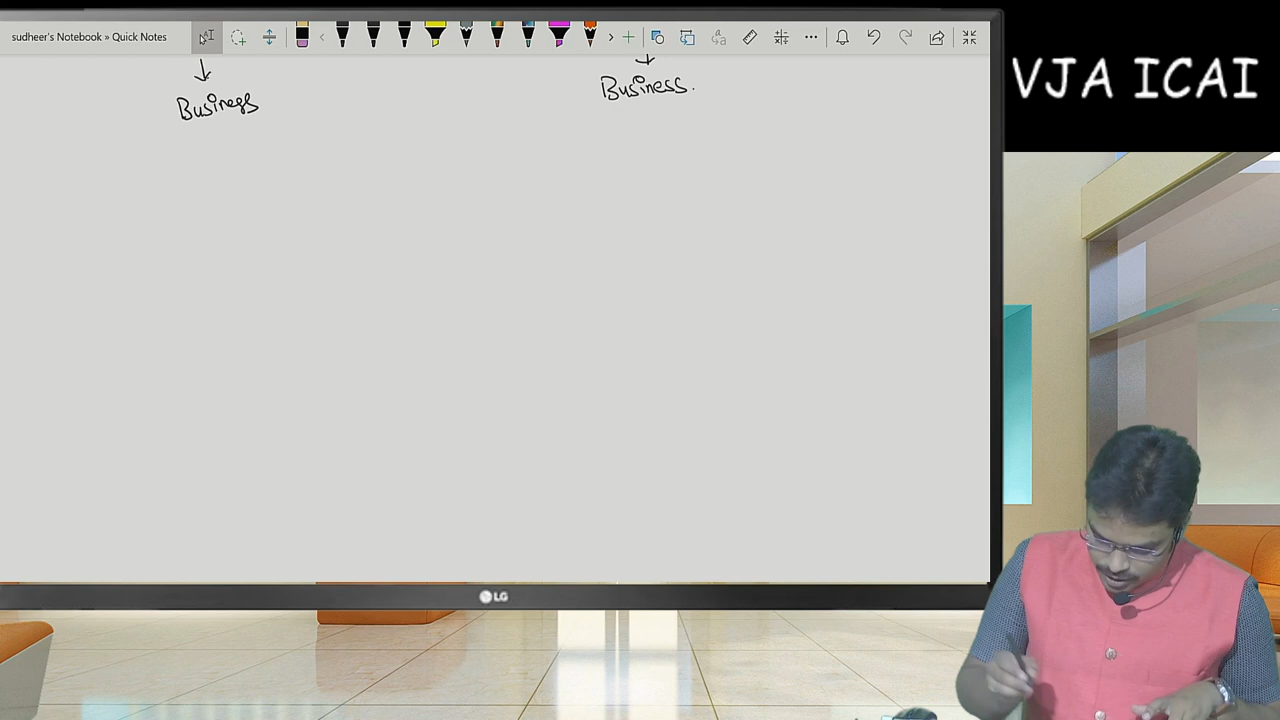 sudheer's Notebook » Quick Notes
VJA ICAI
Business
Business.
LG